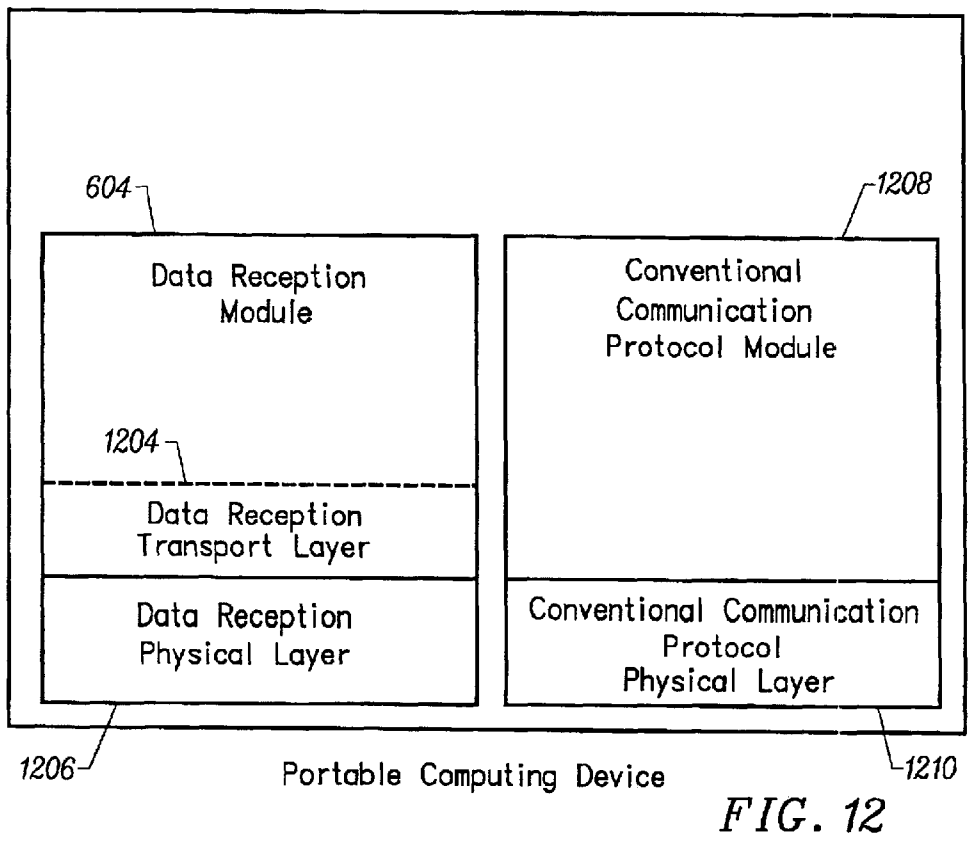 604
1208
Data Reception
Module
Conventional
Communication
Protocol Module
1204
Data Reception
Transport Layer
Data Reception
Physical Layer
Conventional Communication
Protocol
Physical Layer
1206
Portable Computing Device
1210
FIG. 12